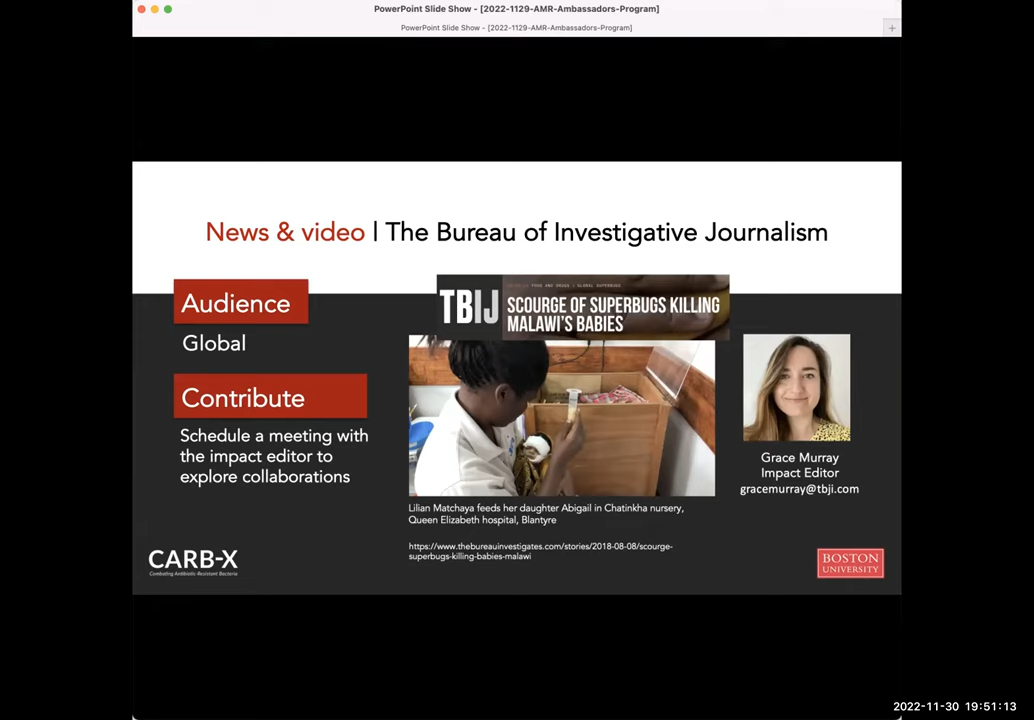 PowerPoint Slide Show - [2022-1129-AMR-Ambassadors-Program]
PowerPoint Slide Show - [2022-1129-AMR-Ambassadors-Program]
News & video | The Bureau of Investigative Journalism
Audience
Global
Contribute
Schedule a meeting with
the impact editor to
explore collaborations
TBIJ
SCOURGE OF SUPERBUGS KILLING
MALAWI'S BABIES
Lilian Matchaya feeds her daughter Abigail in Chatinkha nursery,
Queen Elizabeth hospital, Blantyre
https://www.thebureauinvestigates.com/stories/2018-08-08/scourge-
superbugs-killing-babies-malawi
Grace Murray
Impact Editor
gracemurray@tbji.com
CARB-X
Combating Antibiotic-Resistant Bacteria
BOSTON
UNIVERSITY
2022-11-30 19:51:13